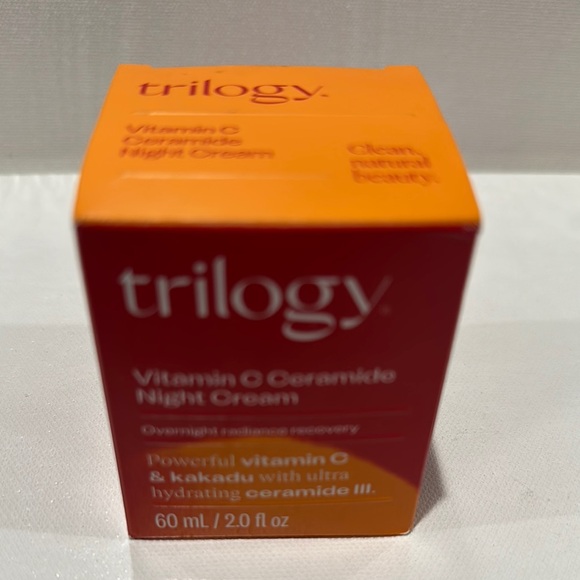 trilogy.
Vitamin C
Ceramide
Night Cream
Clean,
natural
beauty.
trilogy.
Vitamin C Ceramide
Night Cream
Overnight radiance recovery
Powerful vitamin C
& kakadu with ultra
hydrating ceramide III.
60 mL / 2.0 fl oz